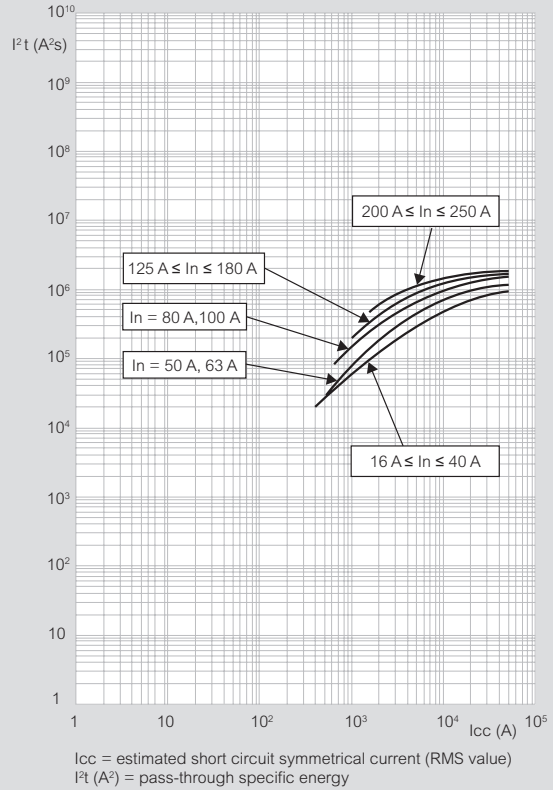 10¹⁰
I² t (A²s)
10⁹
10⁸
10⁷
200 A ≤ In ≤ 250 A
125 A ≤ In ≤ 180 A
10⁶
In = 80 A,100 A
10⁵
In = 50 A, 63 A
10⁴
16 A ≤ In ≤ 40 A
10³
10²
10
1
1 10 10² 10³ 10⁴ 10⁵
Icc (A)
Icc = estimated short circuit symmetrical current (RMS value)
I²t (A²) = pass-through specific energy